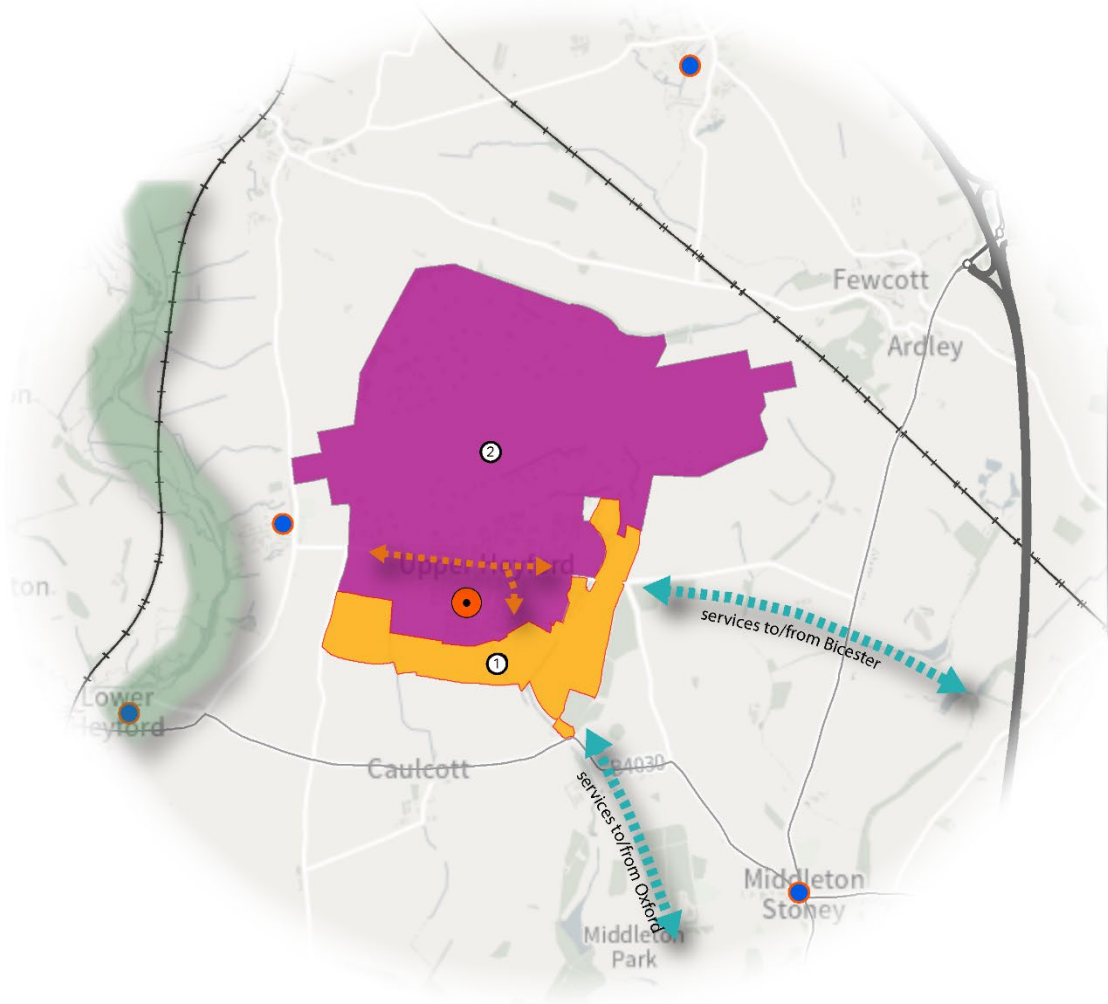 Fewcott
Ardley
2
Upper Heyford
services to/from Bicester
1
Lower
Heyford
Caulcott
B4030
services to/from Oxford
Middleton
Stoney
Middleton
Park